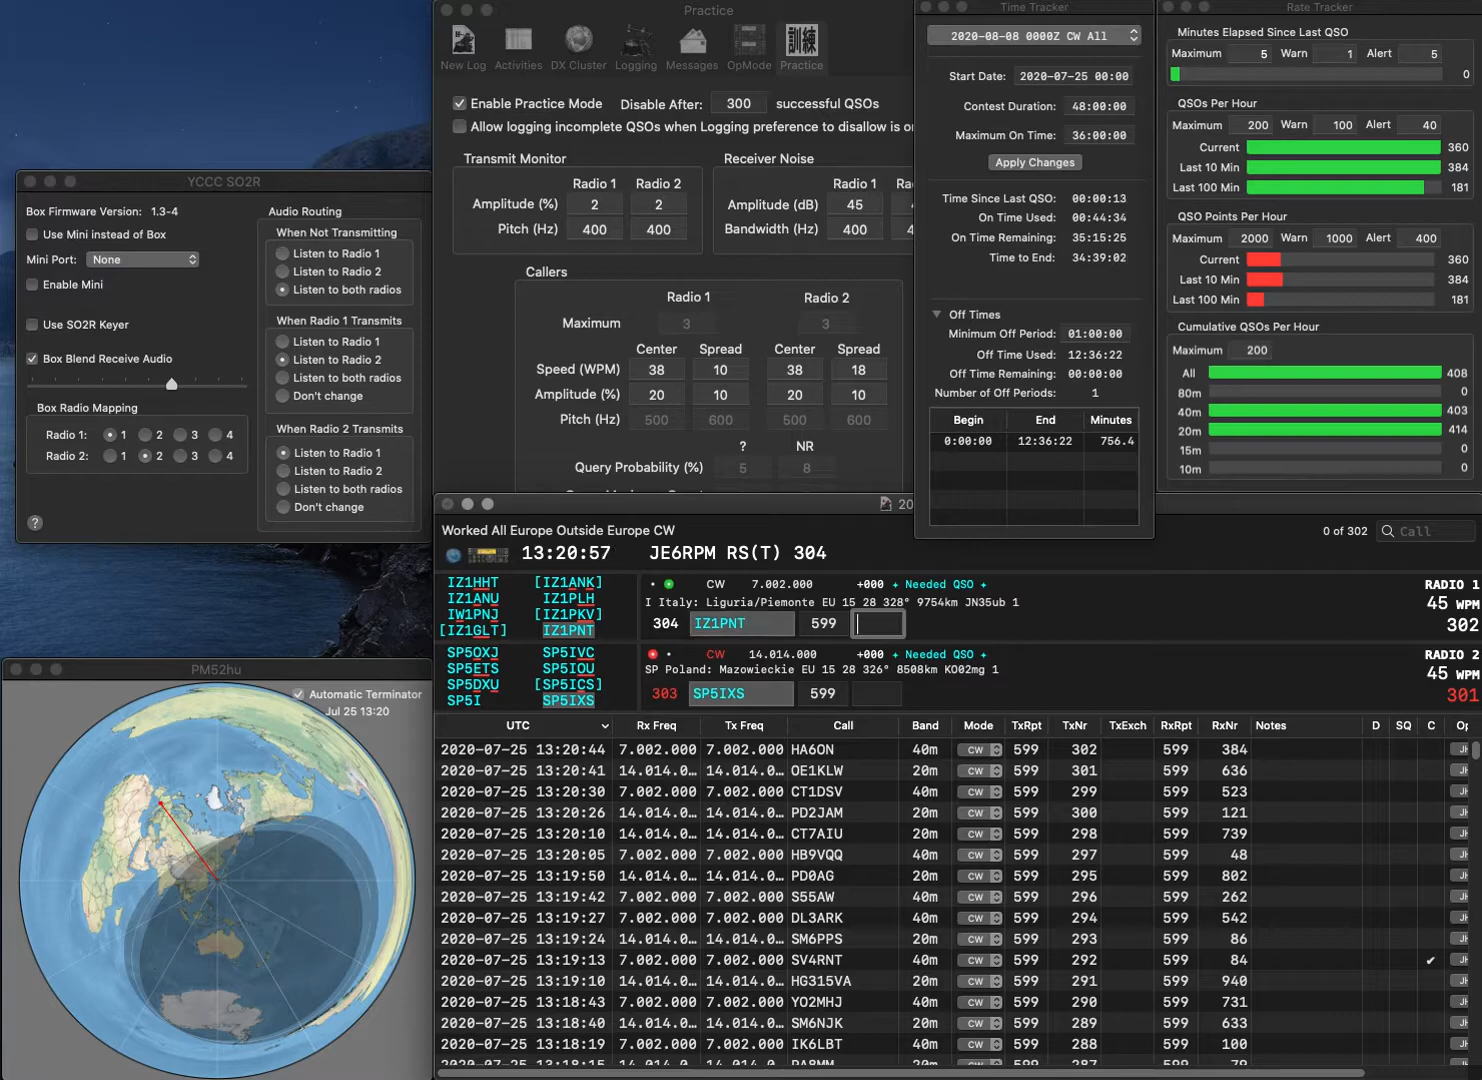 Practice
New Log
Activities
DX Cluster
Logging
Messages
OpMode
訓練
Practice
Enable Practice Mode Disable After: 300 successful QSOs
Allow logging incomplete QSOs when Logging preference to disallow is
Transmit Monitor
Radio 1 Radio 2
Amplitude (%) 2 2
Pitch (Hz) 400 400
Receiver Noise
Radio 1
Amplitude (dB) 45
Bandwidth (Hz) 400
Callers
Radio 1 Radio 2
Maximum 3 3
Center Spread Center Spread
Speed (WPM) 38 10 38 18
Amplitude (%) 20 10 20 10
Pitch (Hz) 500 600 500 600
? NR
Query Probability (%) 5 8
Time Tracker
2020-08-08 0000Z CW All
Start Date: 2020-07-25 00:00
Contest Duration: 48:00:00
Maximum On Time: 36:00:00
Apply Changes
Time Since Last QSO: 00:00:13
On Time Used: 00:44:34
On Time Remaining: 35:15:25
Time to End: 34:39:02
Off Times
Minimum Off Period: 01:00:00
Off Time Used: 12:36:22
Off Time Remaining: 00:00:00
Number of Off Periods: 1
Begin End Minutes
0:00:00 12:36:22 756.4
Rate Tracker
Minutes Elapsed Since Last QSO
Maximum 5 Warn 1 Alert 5
0
QSOs Per Hour
Maximum 200 Warn 100 Alert 40
Current 360
Last 10 Min 384
Last 100 Min 181
QSO Points Per Hour
Maximum 2000 Warn 1000 Alert 400
Current 360
Last 10 Min 384
Last 100 Min 181
Cumulative QSOs Per Hour
Maximum 200
All 408
80m 0
40m 403
20m 414
15m 0
10m 0
YCCC SO2R
Box Firmware Version: 1.3-4
Use Mini instead of Box
Mini Port: None
Enable Mini
Use SO2R Keyer
Box Blend Receive Audio
Box Radio Mapping
Radio 1: 1 2 3 4
Radio 2: 1 2 3 4
?
Audio Routing
When Not Transmitting
Listen to Radio 1
Listen to Radio 2
Listen to both radios
When Radio 1 Transmits
Listen to Radio 1
Listen to Radio 2
Listen to both radios
Don't change
When Radio 2 Transmits
Listen to Radio 1
Listen to Radio 2
Listen to both radios
Don't change
PM52hu
Automatic Terminator
Jul 25 13:20
20
Worked All Europe Outside Europe CW
0 of 302 Call
13:20:57 JE6RPM RS(T) 304
IZ1HHT [IZ1ANK]
IZ1ANU IZ1PLH
IW1PNJ [IZ1PKV]
[IZ1GLT] IZ1PNT
CW 7.002.000 +000 + Needed QSO + RADIO 1
I Italy: Liguria/Piemonte EU 15 28 328° 9754km JN35ub 1 45 WPM
304 IZ1PNT 599 302
SP5OXJ SP5IVC
SP5ETS SP5IOU
SP5DXU [SP5ICS]
SP5I SP5IXS
CW 14.014.000 +000 + Needed QSO + RADIO 2
SP Poland: Mazowieckie EU 15 28 326° 8508km KO02mg 1 45 WPM
303 SP5IXS 599 301
UTC Rx Freq Tx Freq Call Band Mode TxRpt TxNr TxExch RxRpt RxNr Notes D SQ C Op
2020-07-25 13:20:44 7.002.000 7.002.000 HA6ON 40m CW 599 302 599 384
2020-07-25 13:20:41 14.014.0… 14.014.0… OE1KLW 20m CW 599 301 599 636
2020-07-25 13:20:30 7.002.000 7.002.000 CT1DSV 40m CW 599 299 599 523
2020-07-25 13:20:26 14.014.0… 14.014.0… PD2JAM 20m CW 599 300 599 121
2020-07-25 13:20:10 14.014.0… 14.014.0… CT7AIU 20m CW 599 298 599 739
2020-07-25 13:20:05 7.002.000 7.002.000 HB9VQQ 40m CW 599 297 599 48
2020-07-25 13:19:50 14.014.0… 14.014.0… PD0AG 20m CW 599 295 599 802
2020-07-25 13:19:42 7.002.000 7.002.000 S55AW 40m CW 599 296 599 262
2020-07-25 13:19:27 14.014.0… 14.014.0… DL3ARK 20m CW 599 294 599 542
2020-07-25 13:19:24 14.014.0… 14.014.0… SM6PPS 20m CW 599 293 599 86
2020-07-25 13:19:13 7.002.000 7.002.000 SV4RNT 40m CW 599 292 599 84 ✔
2020-07-25 13:18:56 14.014.0… 14.014.0… HG315VA 20m CW 599 291 599 940
2020-07-25 13:18:43 7.002.000 7.002.000 YO2MHJ 40m CW 599 290 599 731
2020-07-25 13:18:40 14.014.0… 14.014.0… SM6NJK 20m CW 599 289 599 633
2020-07-25 13:18:19 7.002.000 7.002.000 IK6LBT 40m CW 599 288 599 100